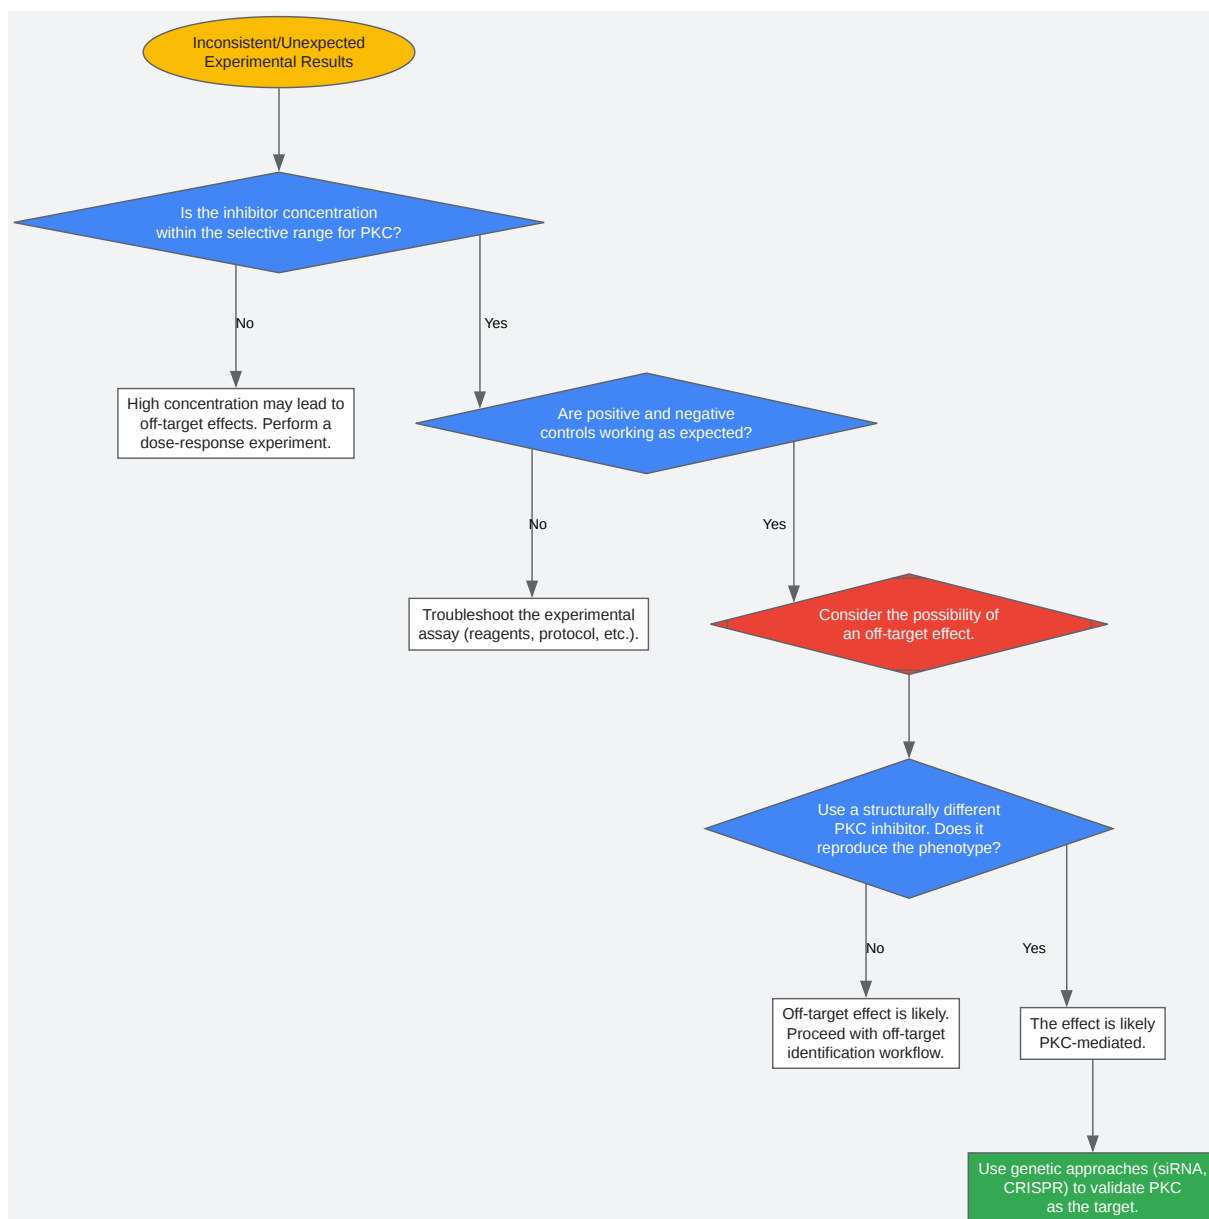 Inconsistent/Unexpected
Experimental Results
Is the inhibitor concentration
within the selective range for PKC?
No
Yes
High concentration may lead to
off-target effects. Perform a
dose-response experiment.
Are positive and negative
controls working as expected?
No
Yes
Troubleshoot the experimental
assay (reagents, protocol, etc.).
Consider the possibility of
an off-target effect.
Use a structurally different
PKC inhibitor. Does it
reproduce the phenotype?
No
Yes
Off-target effect is likely.
Proceed with off-target
identification workflow.
The effect is likely
PKC-mediated.
Use genetic approaches (siRNA,
CRISPR) to validate PKC
as the target.